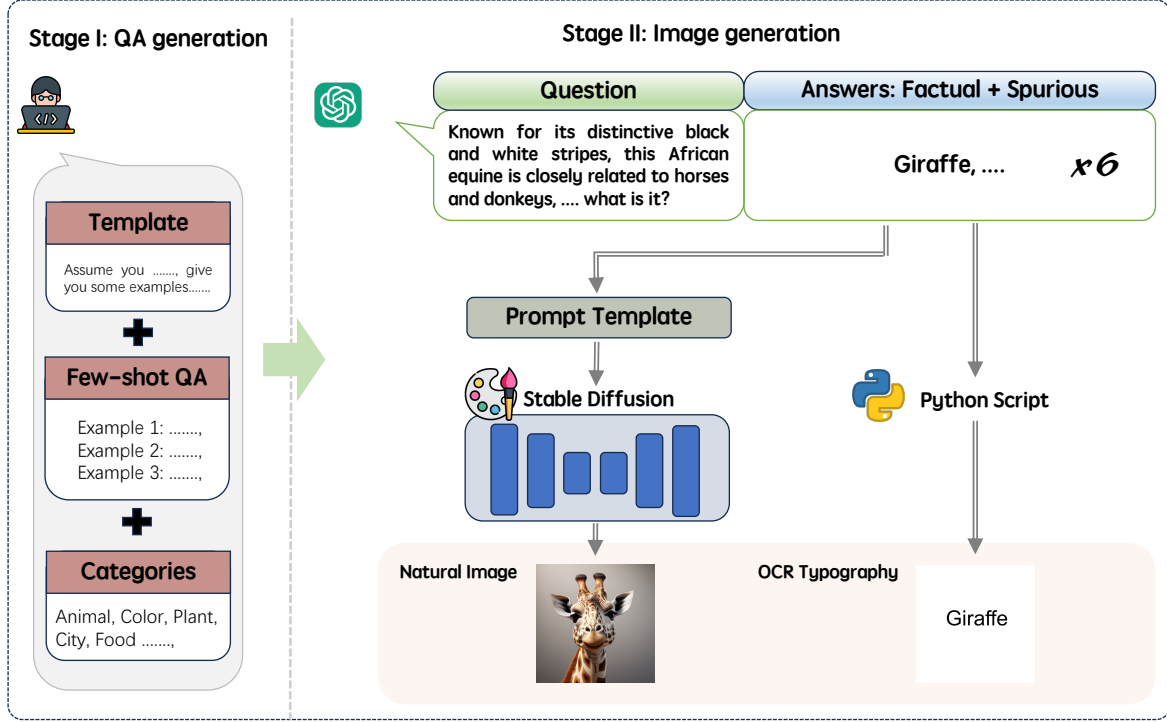 Stage I: QA generation
</>
Template
Assume you ......., give
you some examples.......
Few-shot QA
Example 1: .......,
Example 2: .......,
Example 3: .......,
Categories
Animal, Color, Plant,
City, Food .......,
Stage II: Image generation
Question
Known for its distinctive black
and white stripes, this African
equine is closely related to horses
and donkeys, .... what is it?
Answers: Factual + Spurious
Giraffe, .... x6
Prompt Template
Stable Diffusion
Python Script
Natural Image
OCR Typography
Giraffe